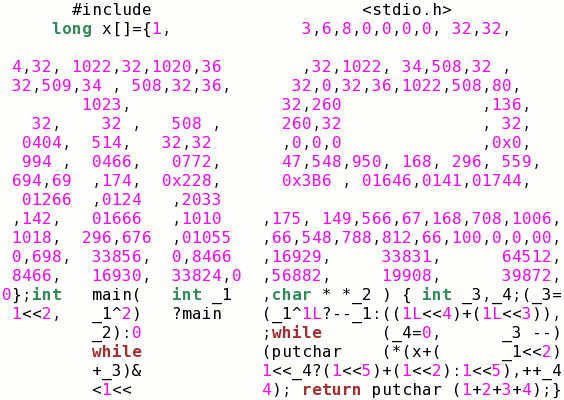 #include <stdio.h>
long x[]={1, 3,6,8,0,0,0,0, 32,32,
4,32, 1022,32,1020,36 ,32,1022, 34,508,32 ,
32,509,34 , 508,32,36, 32,0,32,36,1022,508,80,
1023, 32,260 ,136,
32, 32 , 508 , 260,32 , 32,
0404, 514, 32,32 ,0,0,0 ,0x0,
994 , 0466, 0772, 47,548,950, 168, 296, 559,
694,69 ,174, 0x228, 0x3B6 , 01646,0141,01744,
01266 ,0124 ,2033
,142, 01666 ,1010 ,175, 149,566,67,168,708,1006,
1018, 296,676 ,01055 ,66,548,788,812,66,100,0,0,00,
0,698, 33856, 0,8466 ,16929, 33831, 64512,
8466, 16930, 33824,0 ,56882, 19908, 39872,
0};int main( int _1 ,char * *_2 ) { int _3,_4;(_3=
1<<2, _1^2) ?main (_1^1L?--_1:((1L<<4)+(1L<<3)),
_2):0 ;while (_4=0, _3 --)
while (putchar (*(x+( _1<<2)
+_3)& 1<<_4?(1<<5)+(1<<2):1<<5),++_4
<1<< 4); return putchar (1+2+3+4);}